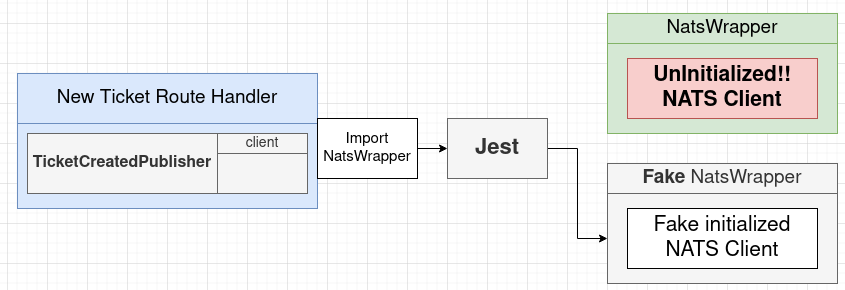 NatsWrapper
UnInitialized!!
NATS Client
New Ticket Route Handler
TicketCreatedPublisher
client
Import
NatsWrapper
Jest
Fake NatsWrapper
Fake initialized
NATS Client